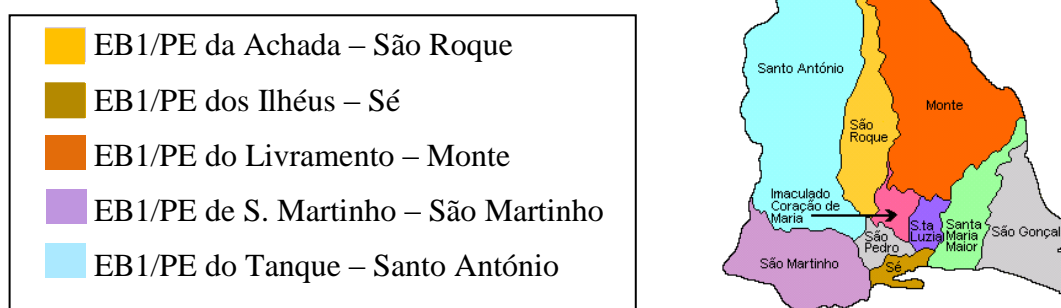 EB1/PE da Achada – São Roque
EB1/PE dos Ilhéus – Sé
EB1/PE do Livramento – Monte
EB1/PE de S. Martinho – São Martinho
EB1/PE do Tanque – Santo António
Santo António
Monte
São
Roque
Imaculado
Coração de
Maria
São
Pedro
S.ta
Luzia
Santa
Maria
Maior
São Gonçal
São Martinho
Sé